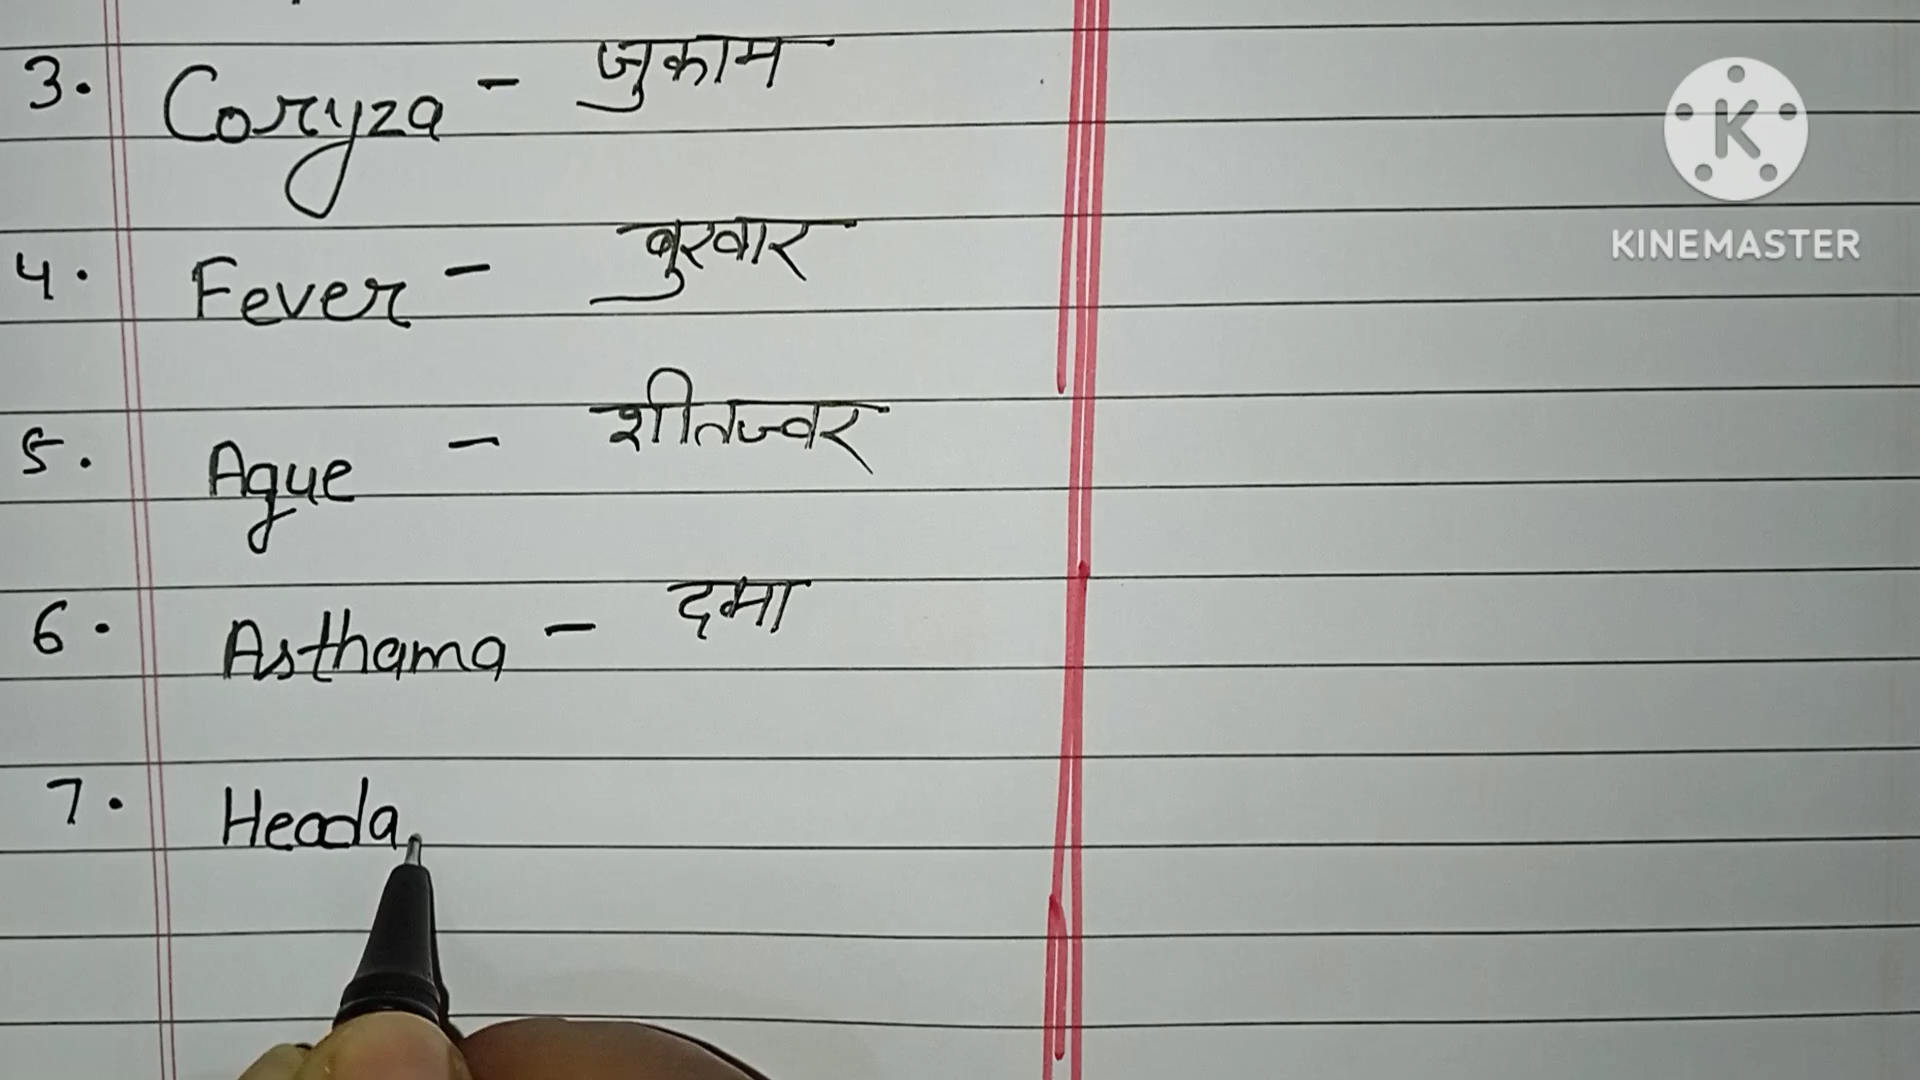 3. Coryza - जुकाम
K
KINEMASTER
4. Fever - बुखार
5. Ague - शीतज्वर
6. Asthama - दमा
7. Heada